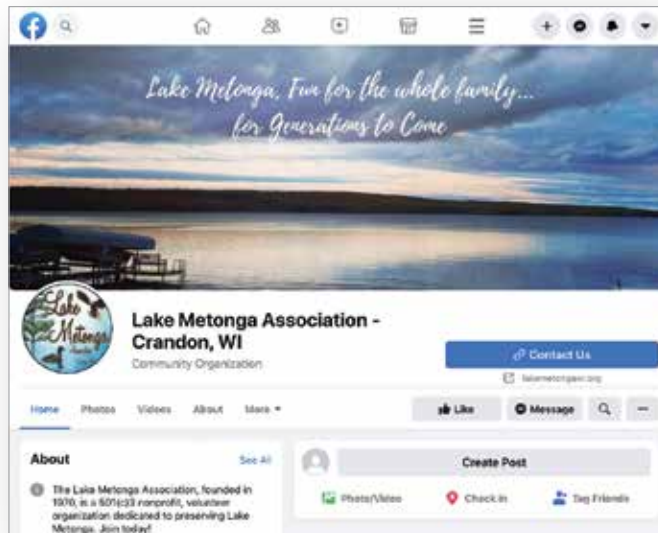 Lake Metonga, Fun for the whole family...
for Generations to Come
Lake
Metonga
Lake Metonga Association -
Crandon, WI
Community Organization
Contact Us
lakemetongawi.org
Home Photos Videos About More
Like Message
About See All
Create Post
The Lake Metonga Association, founded in
1970, is a 501(c)3 nonprofit, volunteer
organization dedicated to preserving Lake
Metonga. Join today!
Photo/Video Check in Tag Friends